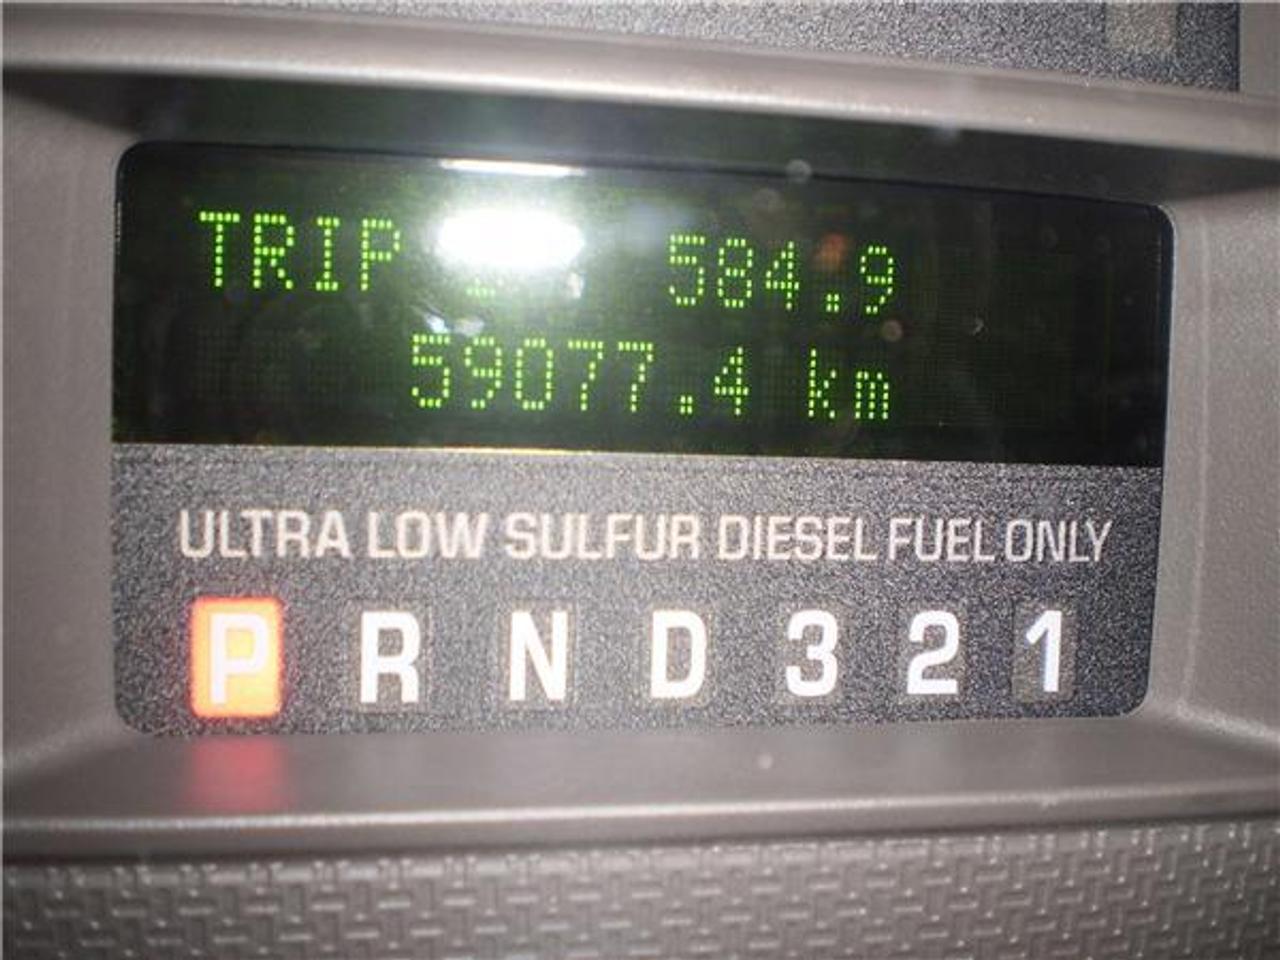 TRIP 584.9
59077.4 km
ULTRA LOW SULFUR DIESEL FUEL ONLY
P R N D 3 2 1